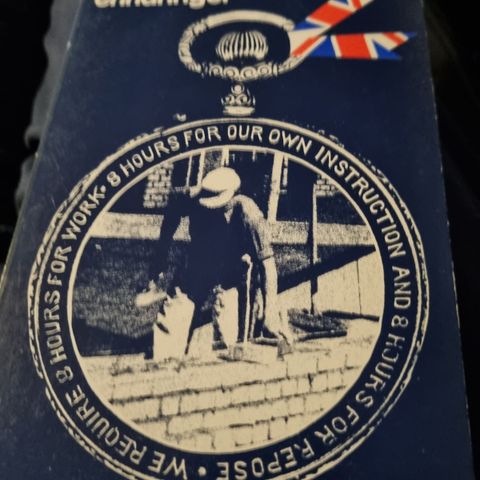 WE REQUIRE 8 HOURS FOR WORK · 8 HOURS FOR OUR OWN INSTRUCTION AND 8 HOURS FOR REPOSE ·